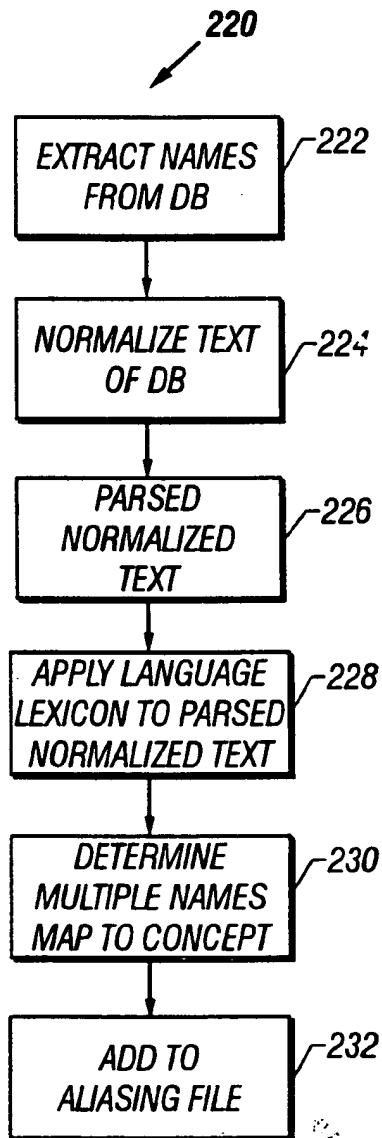 220
EXTRACT NAMES
FROM DB
222
NORMALIZE TEXT
OF DB
224
PARSED
NORMALIZED
TEXT
226
APPLY LANGUAGE
LEXICON TO PARSED
NORMALIZED TEXT
228
DETERMINE
MULTIPLE NAMES
MAP TO CONCEPT
230
ADD TO
ALIASING FILE
232